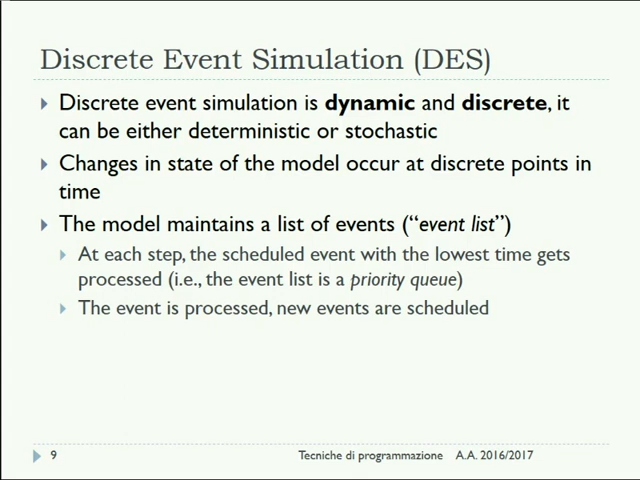 Discrete Event Simulation (DES)
Discrete event simulation is dynamic and discrete, it
can be either deterministic or stochastic
Changes in state of the model occur at discrete points in
time
The model maintains a list of events (“event list”)
At each step, the scheduled event with the lowest time gets
processed (i.e., the event list is a priority queue)
The event is processed, new events are scheduled
9 Tecniche di programmazione A.A. 2016/2017